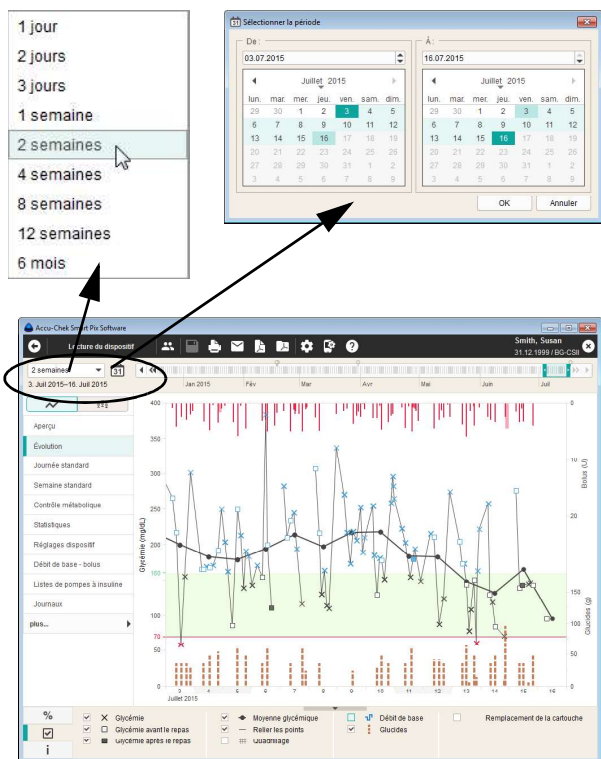 1 jour
2 jours
3 jours
1 semaine
2 semaines
4 semaines
8 semaines
12 semaines
6 mois
31 Sélectionner la période
De :
03.07.2015
Juillet 2015
lun. mar. mer. jeu. ven. sam. dim.
29 30 1 2 3 4 5
6 7 8 9 10 11 12
13 14 15 16 17 18 19
20 21 22 23 24 25 26
27 28 29 30 31 1 2
3 4 5 6 7 8 9
À :
16.07.2015
Juillet 2015
lun. mar. mer. jeu. ven. sam. dim.
29 30 1 2 3 4 5
6 7 8 9 10 11 12
13 14 15 16 17 18 19
20 21 22 23 24 25 26
27 28 29 30 31 1 2
3 4 5 6 7 8 9
OK Annuler
Accu-Chek Smart Pix Software
Lecture du dispositif
Smith, Susan
31.12.1999 / BG-CSII
2 semaines 31
3. Juil 2015–16. Juil 2015
Jan 2015 Fév Mar Avr Mai Juin Juil
Aperçu
Évolution
Journée standard
Semaine standard
Contrôle métabolique
Statistiques
Réglages dispositif
Débit de base - bolus
Listes de pompes à insuline
Journaux
plus...
Glycémie (mg/dL)
400
350
300
250
200
160
70
50
0
0
10
20
Bolus (U)
150
100
50
0
Glucides (g)
3 4 5 6 7 8 9 10 11 12 13 14 15 16
Juillet 2015
%
i
Glycémie
Glycémie avant le repas
Glycémie après le repas
Moyenne glycémique
Relier les points
Quadrillage
Débit de base
Glucides
Remplacement de la cartouche